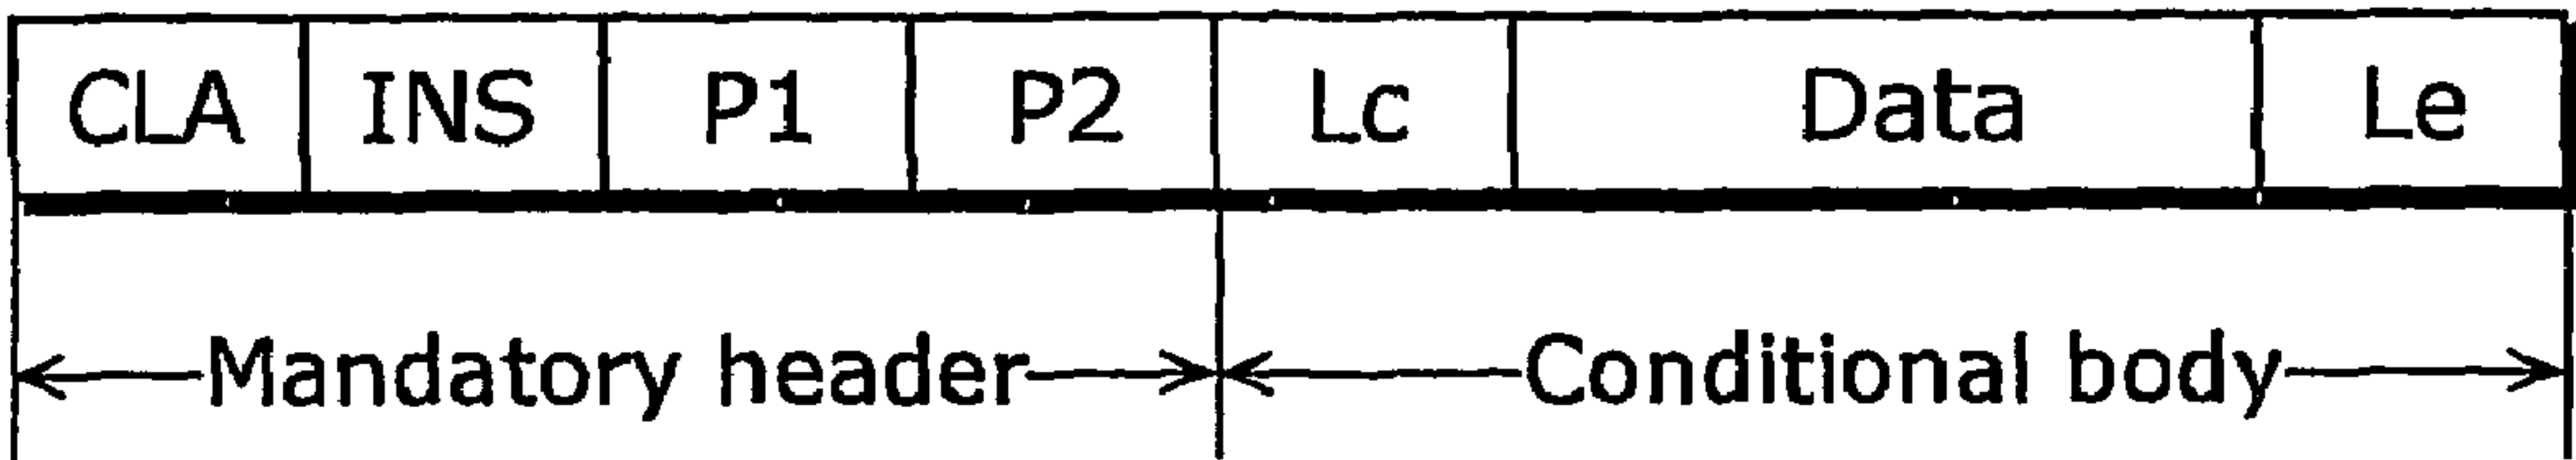 CLA INS P1 P2 Lc Data Le
Mandatory header Conditional body